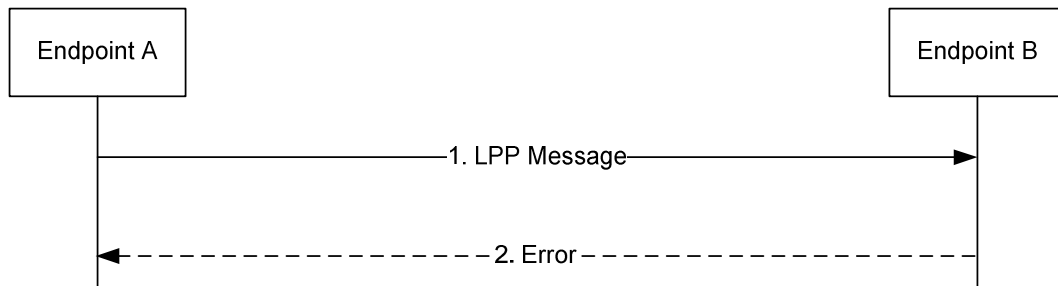 Endpoint A
Endpoint B
1. LPP Message
2. Error